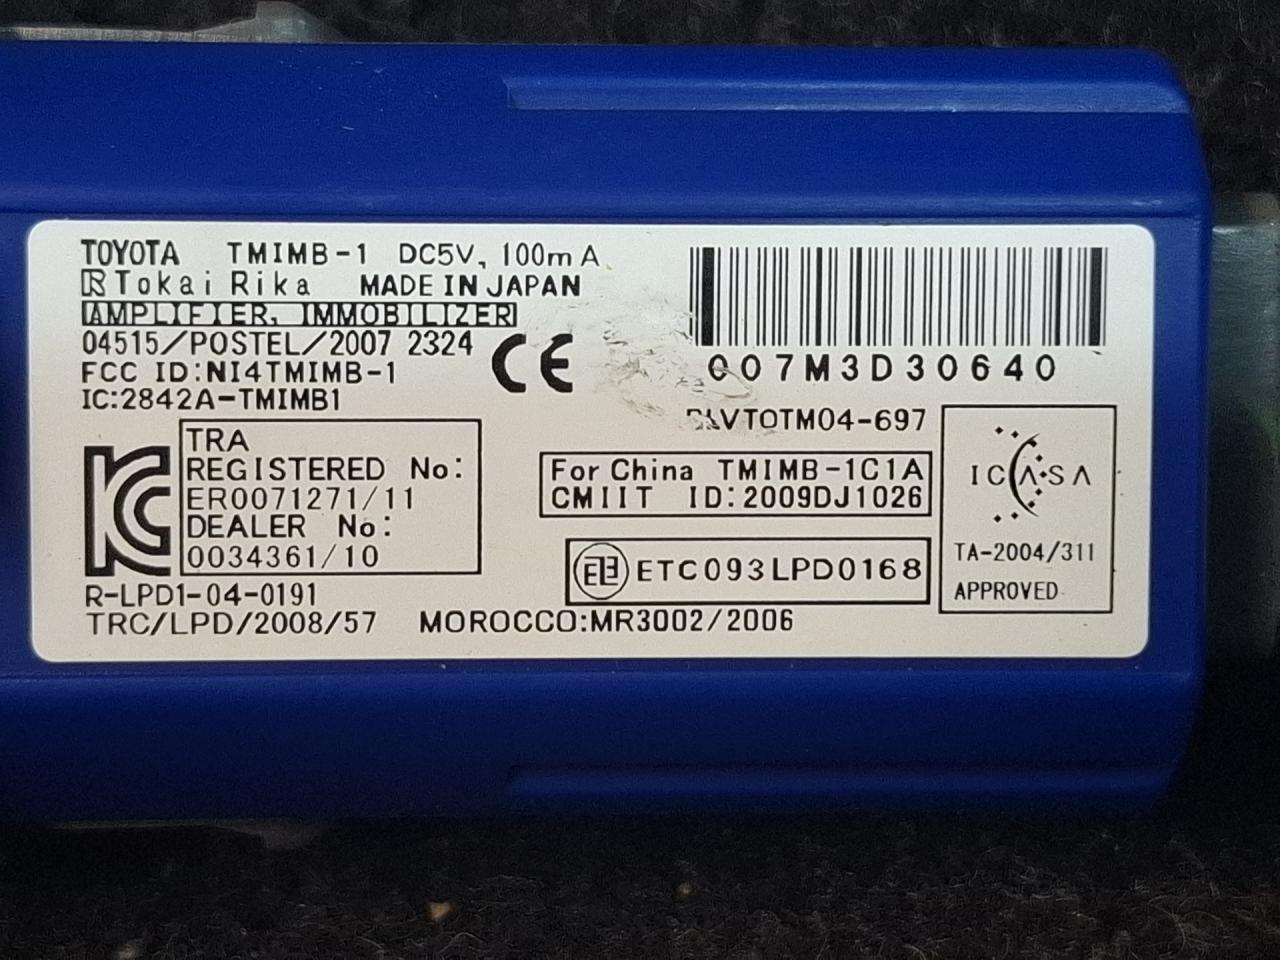 TOYOTA TMIMB-1 DC5V, 100mA
Tokai Rika MADE IN JAPAN
AMPLIFIER, IMMOBILIZER
04515/POSTEL/2007 2324
CE
FCC ID:NI4TMIMB-1
IC:2842A-TMIMB1
007M3D30640
TRA
REGISTERED No:
ER0071271/11
DEALER No:
0034361/10
R-LPD1-04-0191
TRC/LPD/2008/57 MOROCCO:MR3002/2006
For China TMIMB-1C1A
CMIIT ID:2009DJ1026
ETC093LPD0168
ICASA
TA-2004/311
APPROVED